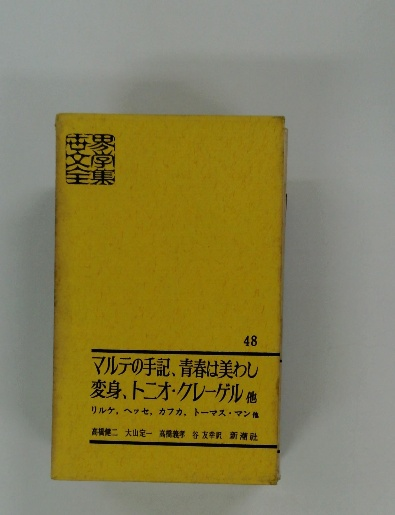 世界
文学
全集
48
マルテの手記、青春は美わし
変身、トニオ・クレーゲル 他
リルケ, ヘッセ, カフカ, トーマス・マン 他
高橋健二 大山定一 高橋義孝 谷 友幸訳 新潮社